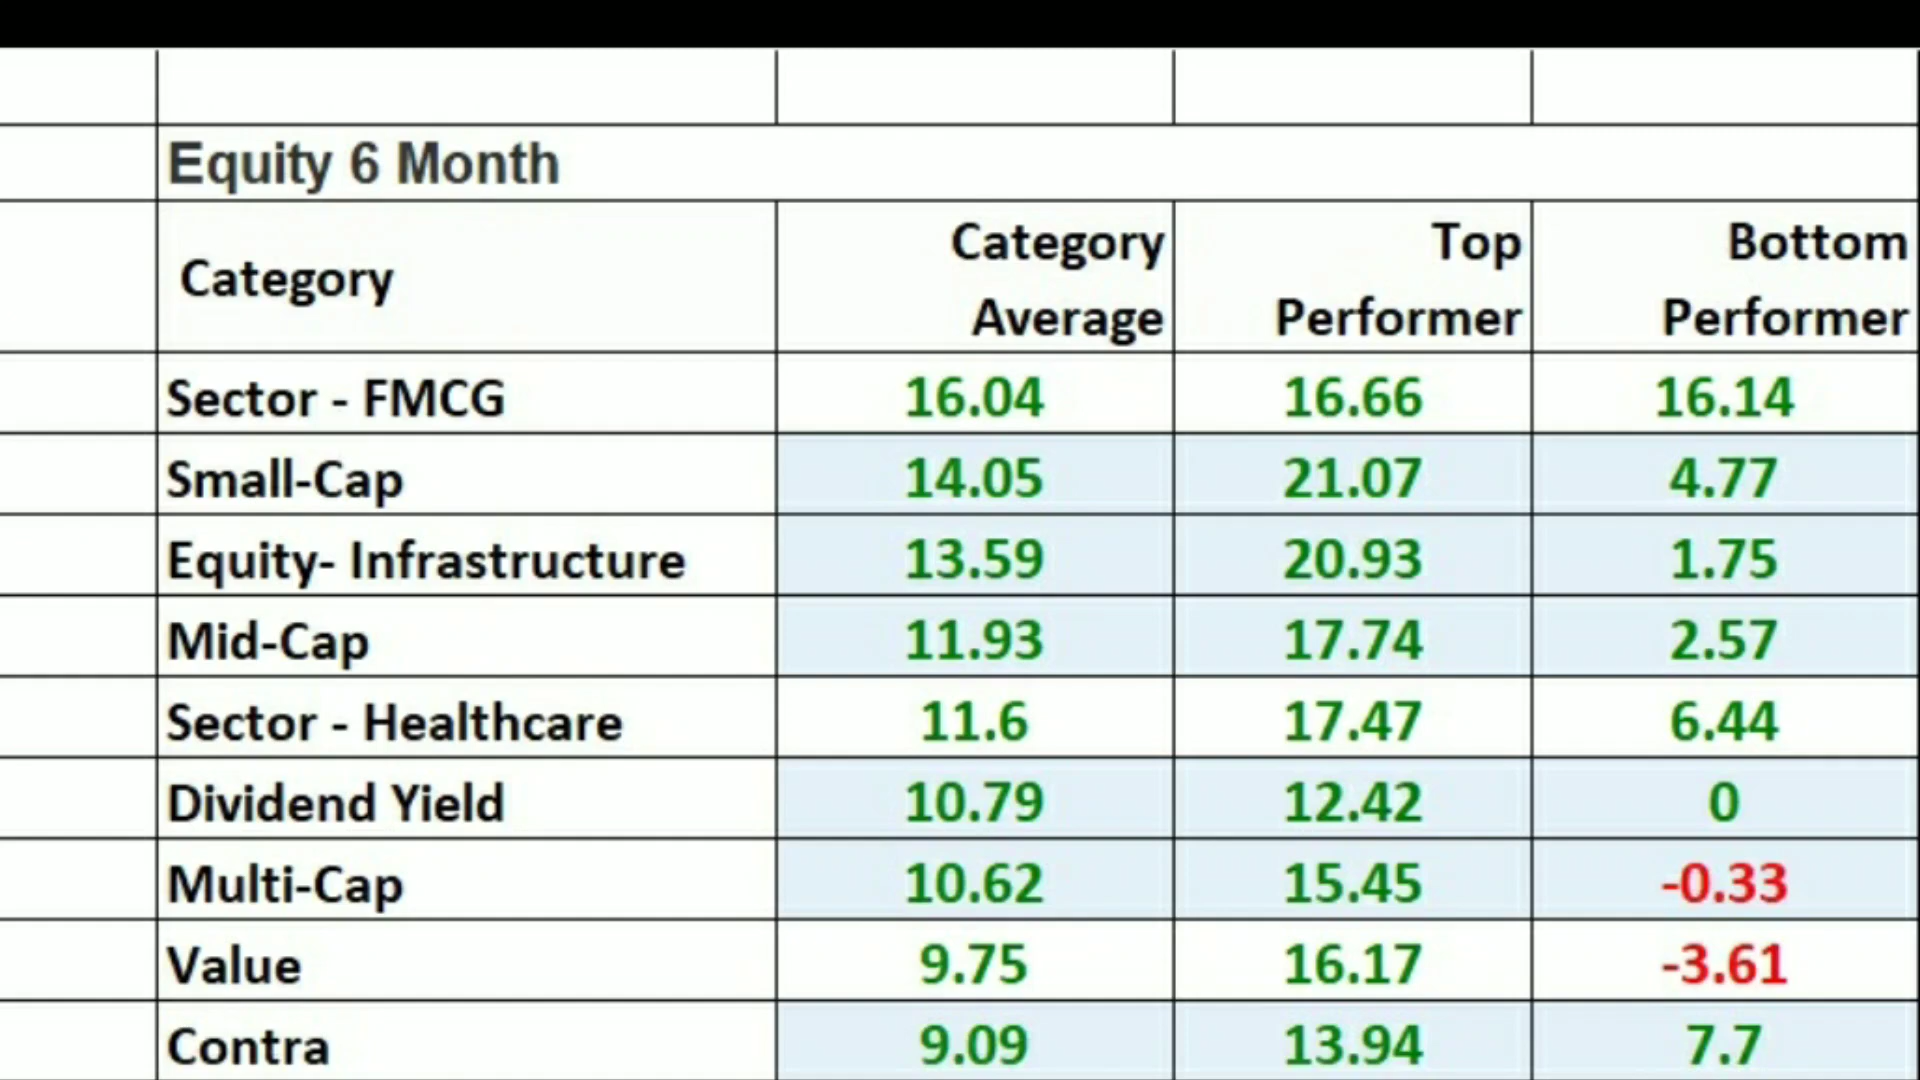 Equity 6 Month
Category Category Average Top Performer Bottom Performer
Sector - FMCG 16.04 16.66 16.14
Small-Cap 14.05 21.07 4.77
Equity- Infrastructure 13.59 20.93 1.75
Mid-Cap 11.93 17.74 2.57
Sector - Healthcare 11.6 17.47 6.44
Dividend Yield 10.79 12.42 0
Multi-Cap 10.62 15.45 -0.33
Value 9.75 16.17 -3.61
Contra 9.09 13.94 7.7